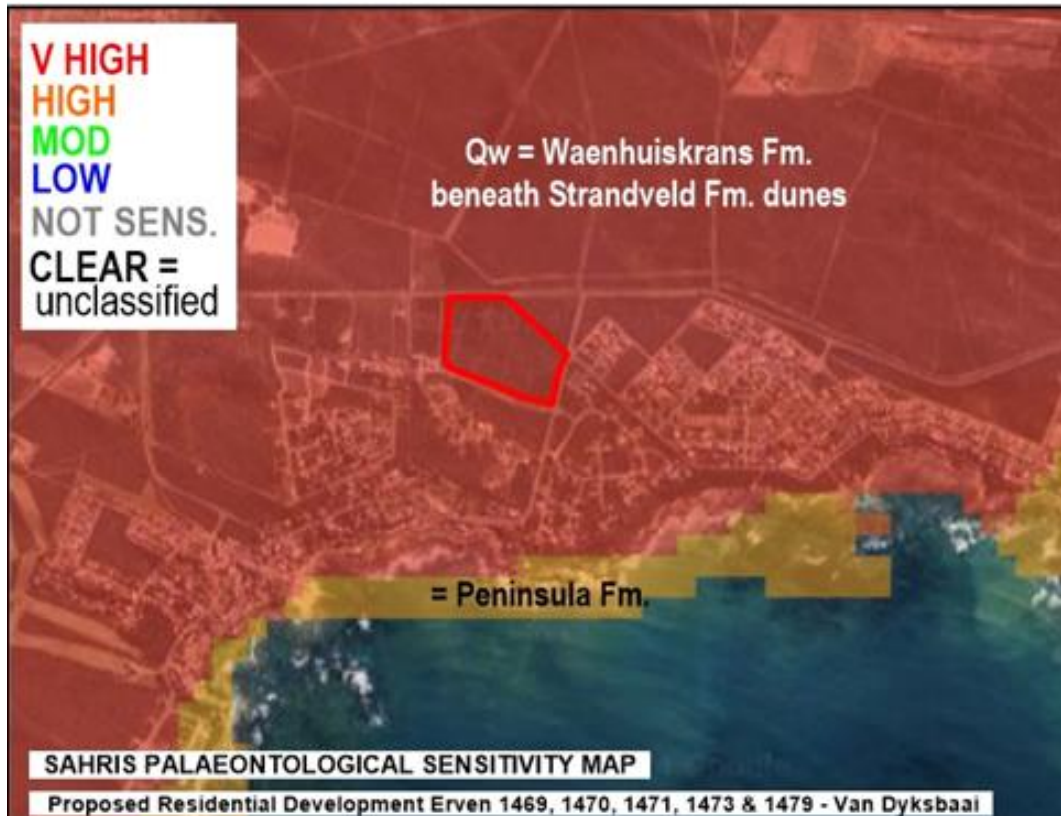 V HIGH
HIGH
MOD
LOW
NOT SENS.
CLEAR =
unclassified
Qw = Waenhuiskrans Fm.
beneath Strandveld Fm. dunes
= Peninsula Fm.
SAHRIS PALAEONTOLOGICAL SENSITIVITY MAP
Proposed Residential Development Erven 1469, 1470, 1471, 1473 & 1479 - Van Dyksbaai